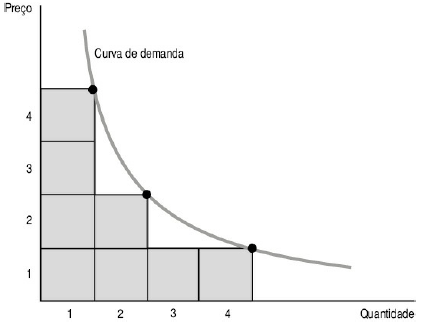 Preço
Curva de demanda
4
3
2
1
1 2 3 4 Quantidade